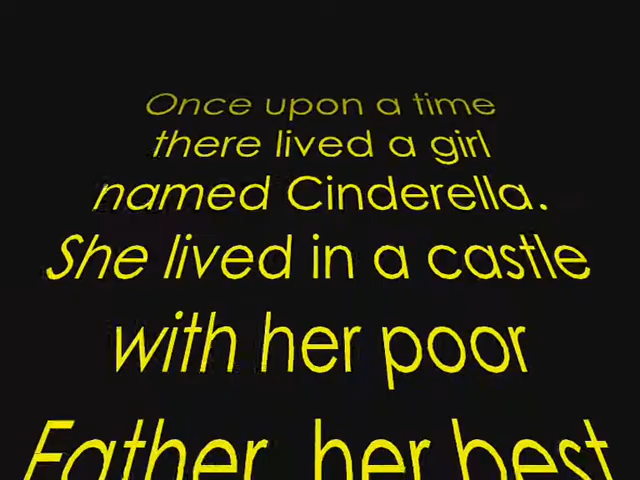 Once upon a time
there lived a girl
named Cinderella.
She lived in a castle
with her poor
Father, her best